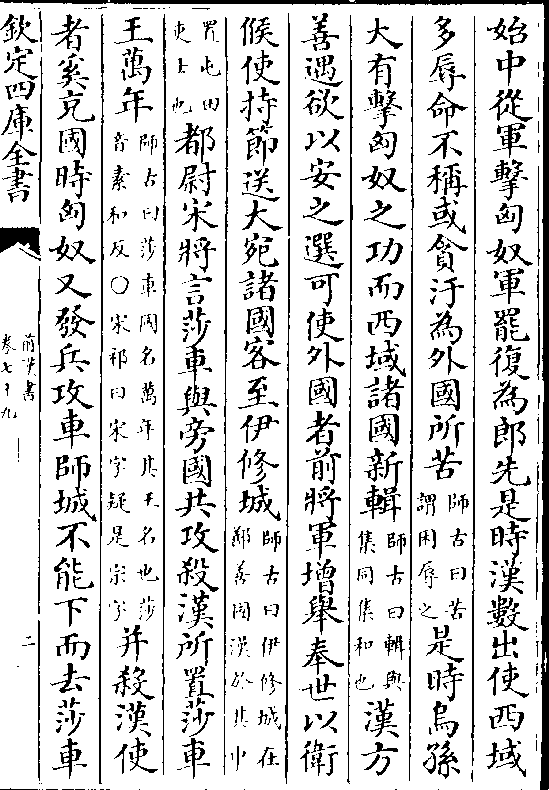 始中從軍擊匈奴軍罷復為郎先是時漢數出使西域
多辱命不稱或貪汙為外國所苦師古曰苦謂困辱之是時烏孫
大有擊匈奴之功而西域諸國新輯師古曰輯與集同集和也漢方
善遇欲以安之選可使外國者前將軍增舉奉世以衛
候使持節送大宛諸國客至伊修城師古曰伊修城在鄯善國漢於其中
置屯田吏士也都尉宋將言莎車與旁國共攻殺漢所置莎車
王萬年師古曰莎車國名萬年其王名也莎音素和反○宋祁曰宋字疑是宗字并殺漢使
者奚充國時匈奴又發兵攻車師城不能下而去莎車
欽定四庫全書
前漢書
卷七十九
二